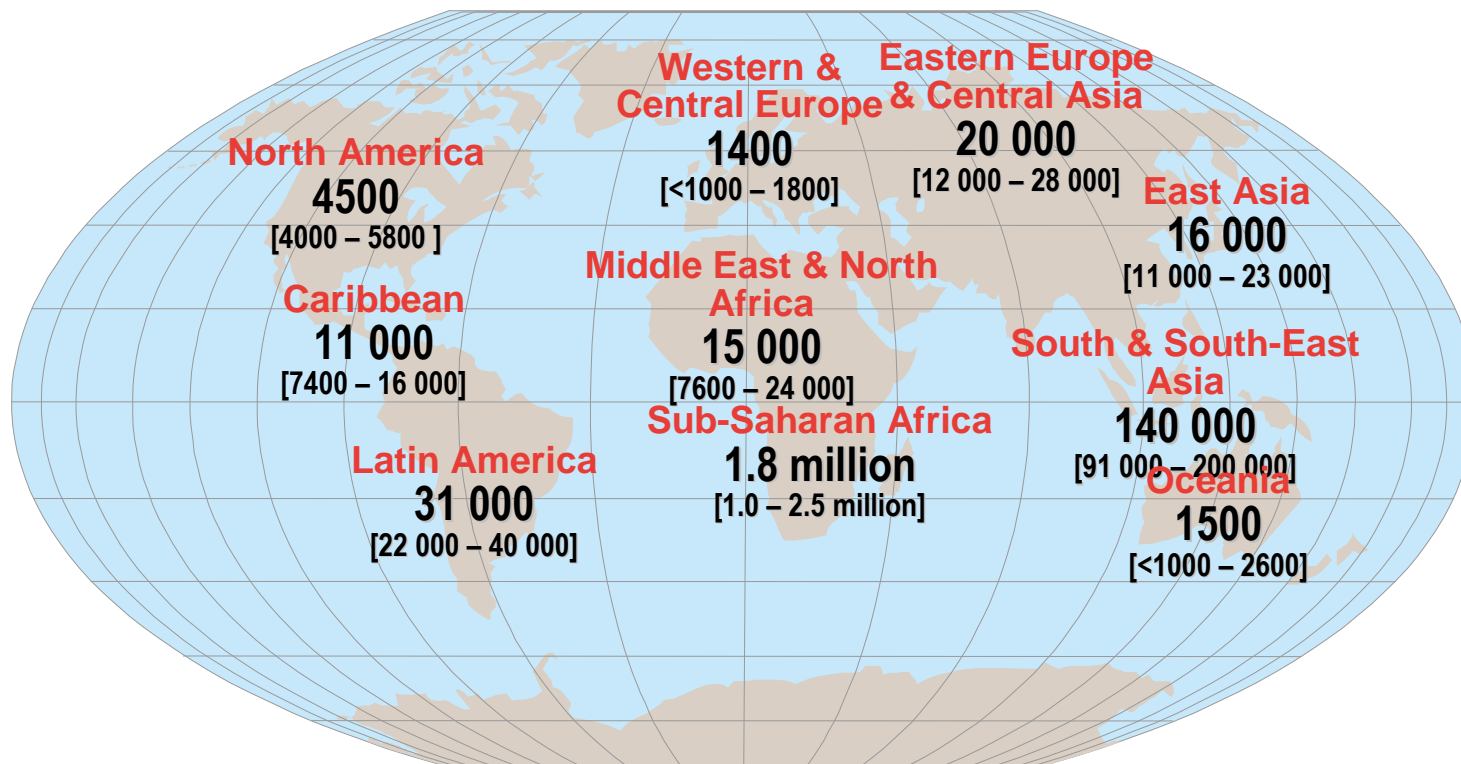 Western &
Central Europe
1400
[<1000 – 1800]
Eastern Europe
& Central Asia
20 000
[12 000 – 28 000]
North America
4500
[4000 – 5800 ]
East Asia
16 000
[11 000 – 23 000]
Middle East & North
Africa
15 000
[7600 – 24 000]
Caribbean
11 000
[7400 – 16 000]
South & South-East
Asia
140 000
[91 000 – 200 000]
Sub-Saharan Africa
1.8 million
[1.0 – 2.5 million]
Latin America
31 000
[22 000 – 40 000]
Oceania
1500
[<1000 – 2600]